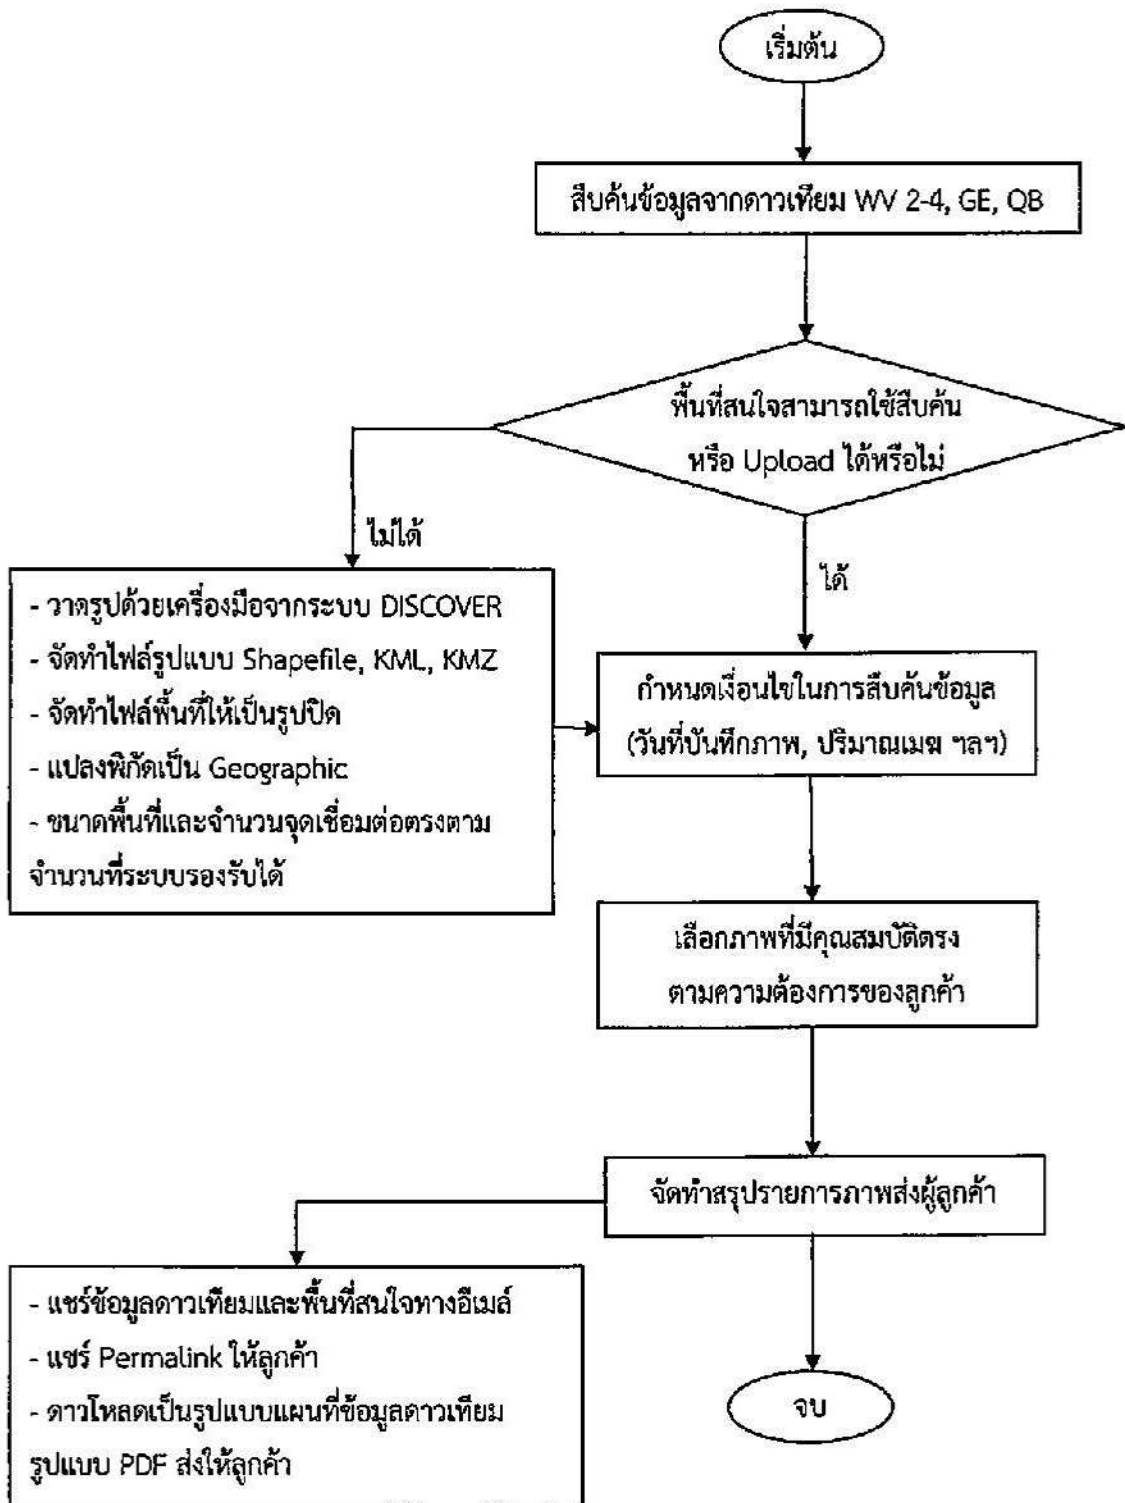 เริ่มต้น
สืบค้นข้อมูลจากดาวเทียม WV 2-4, GE, QB
พื้นที่สนใจสามารถใช้สืบค้น
หรือ Upload ได้หรือไม่
ไม่ได้
ได้
- วาดรูปด้วยเครื่องมือจากระบบ DISCOVER
- จัดทำไฟล์รูปแบบ Shapefile, KML, KMZ
- จัดทำไฟล์พื้นที่ให้เป็นรูปปิด
- แปลงพิกัดเป็น Geographic
- ขนาดพื้นที่และจำนวนจุดเชื่อมต่อตรงตาม
จำนวนที่ระบบรองรับได้
กำหนดเงื่อนไขในการสืบค้นข้อมูล
(วันที่บันทึกภาพ, ปริมาณเมฆ ฯลฯ)
เลือกภาพที่มีคุณสมบัติตรง
ตามความต้องการของลูกค้า
จัดทำสรุปรายการภาพส่งผู้ลูกค้า
- แชร์ข้อมูลดาวเทียมและพื้นที่สนใจทางอีเมล์
- แชร์ Permalink ให้ลูกค้า
- ดาวโหลดเป็นรูปแบบแผนที่ข้อมูลดาวเทียม
รูปแบบ PDF ส่งให้ลูกค้า
จบ